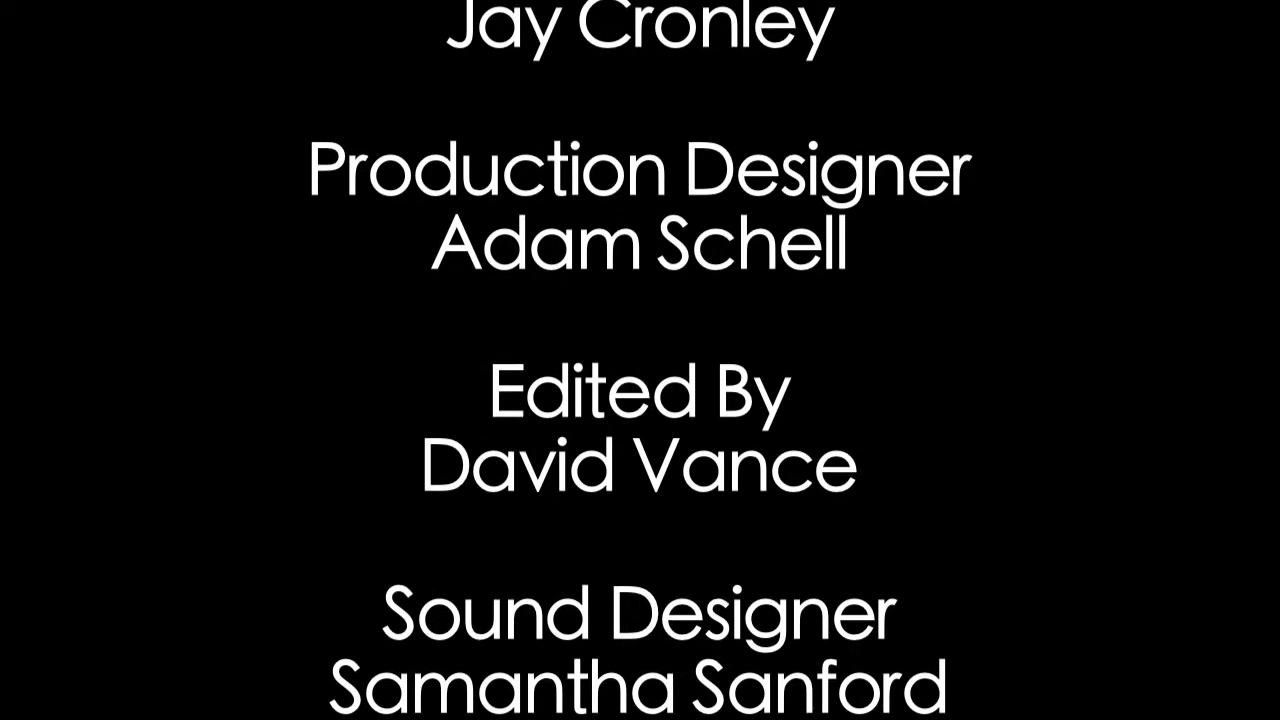 Jay Cronley
Production Designer
Adam Schell
Edited By
David Vance
Sound Designer
Samantha Sanford